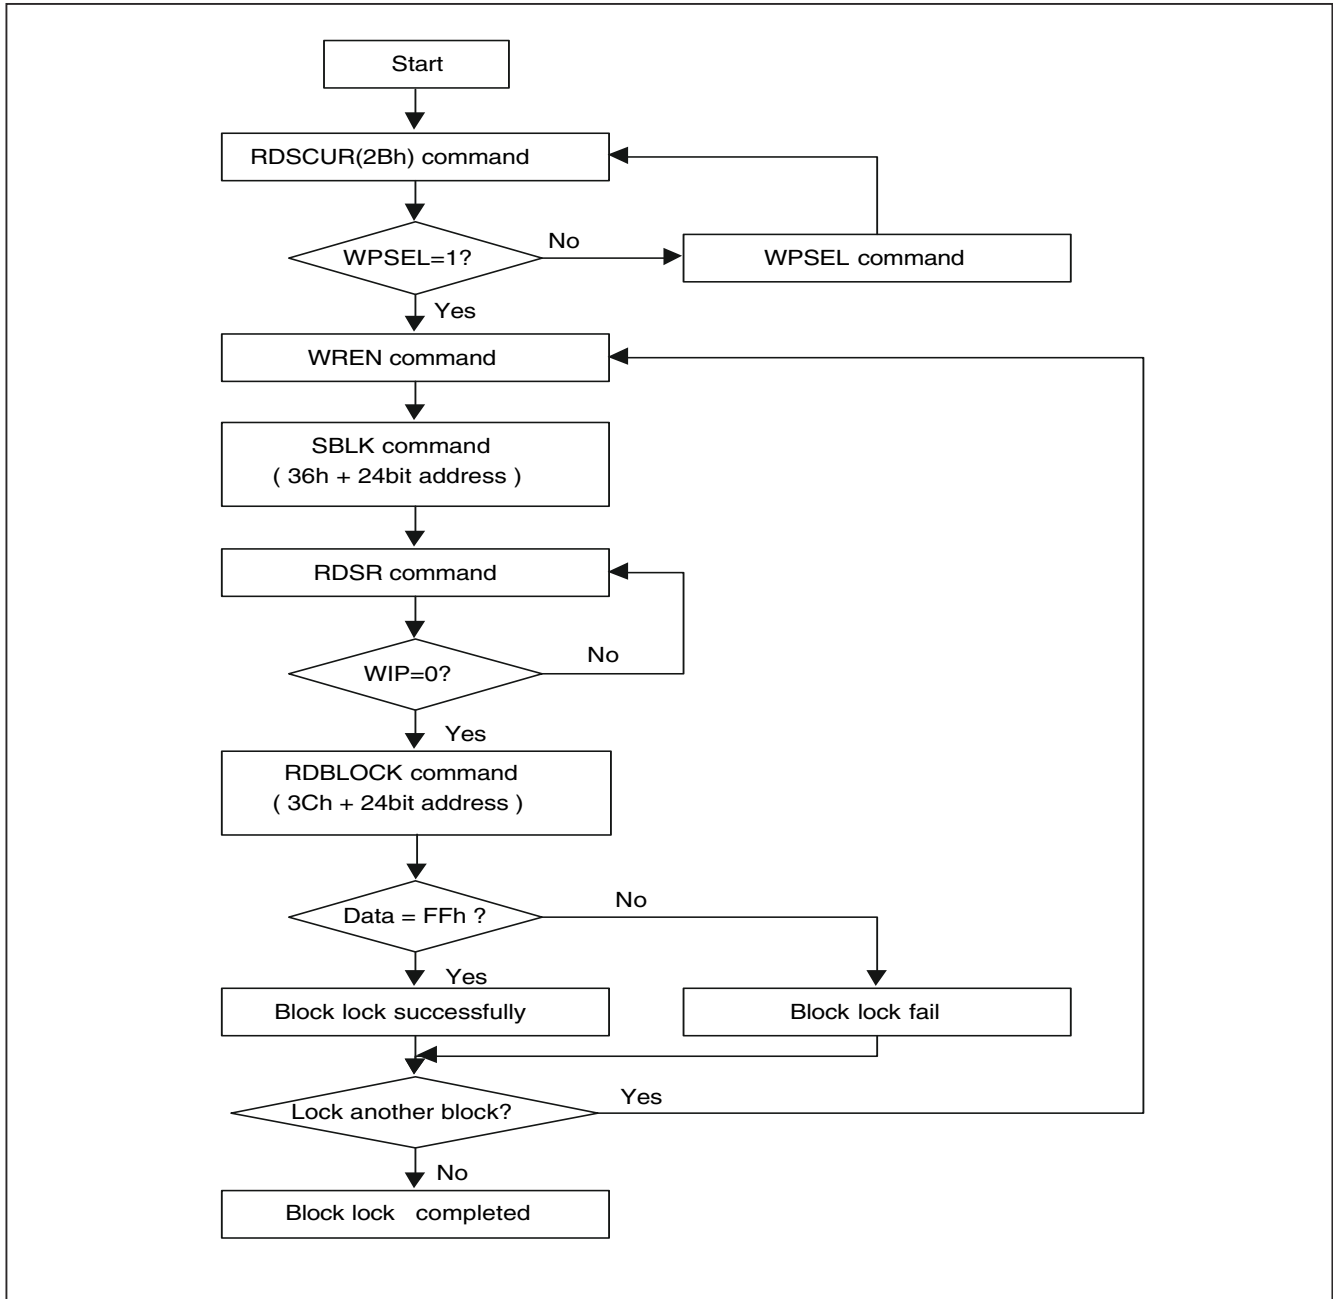 Start
RDSCUR(2Bh) command
WPSEL=1?
No
WPSEL command
Yes
WREN command
SBLK command
( 36h + 24bit address )
RDSR command
WIP=0?
No
Yes
RDBLOCK command
( 3Ch + 24bit address )
Data = FFh ?
No
Yes
Block lock successfully
Block lock fail
Lock another block?
Yes
No
Block lock completed